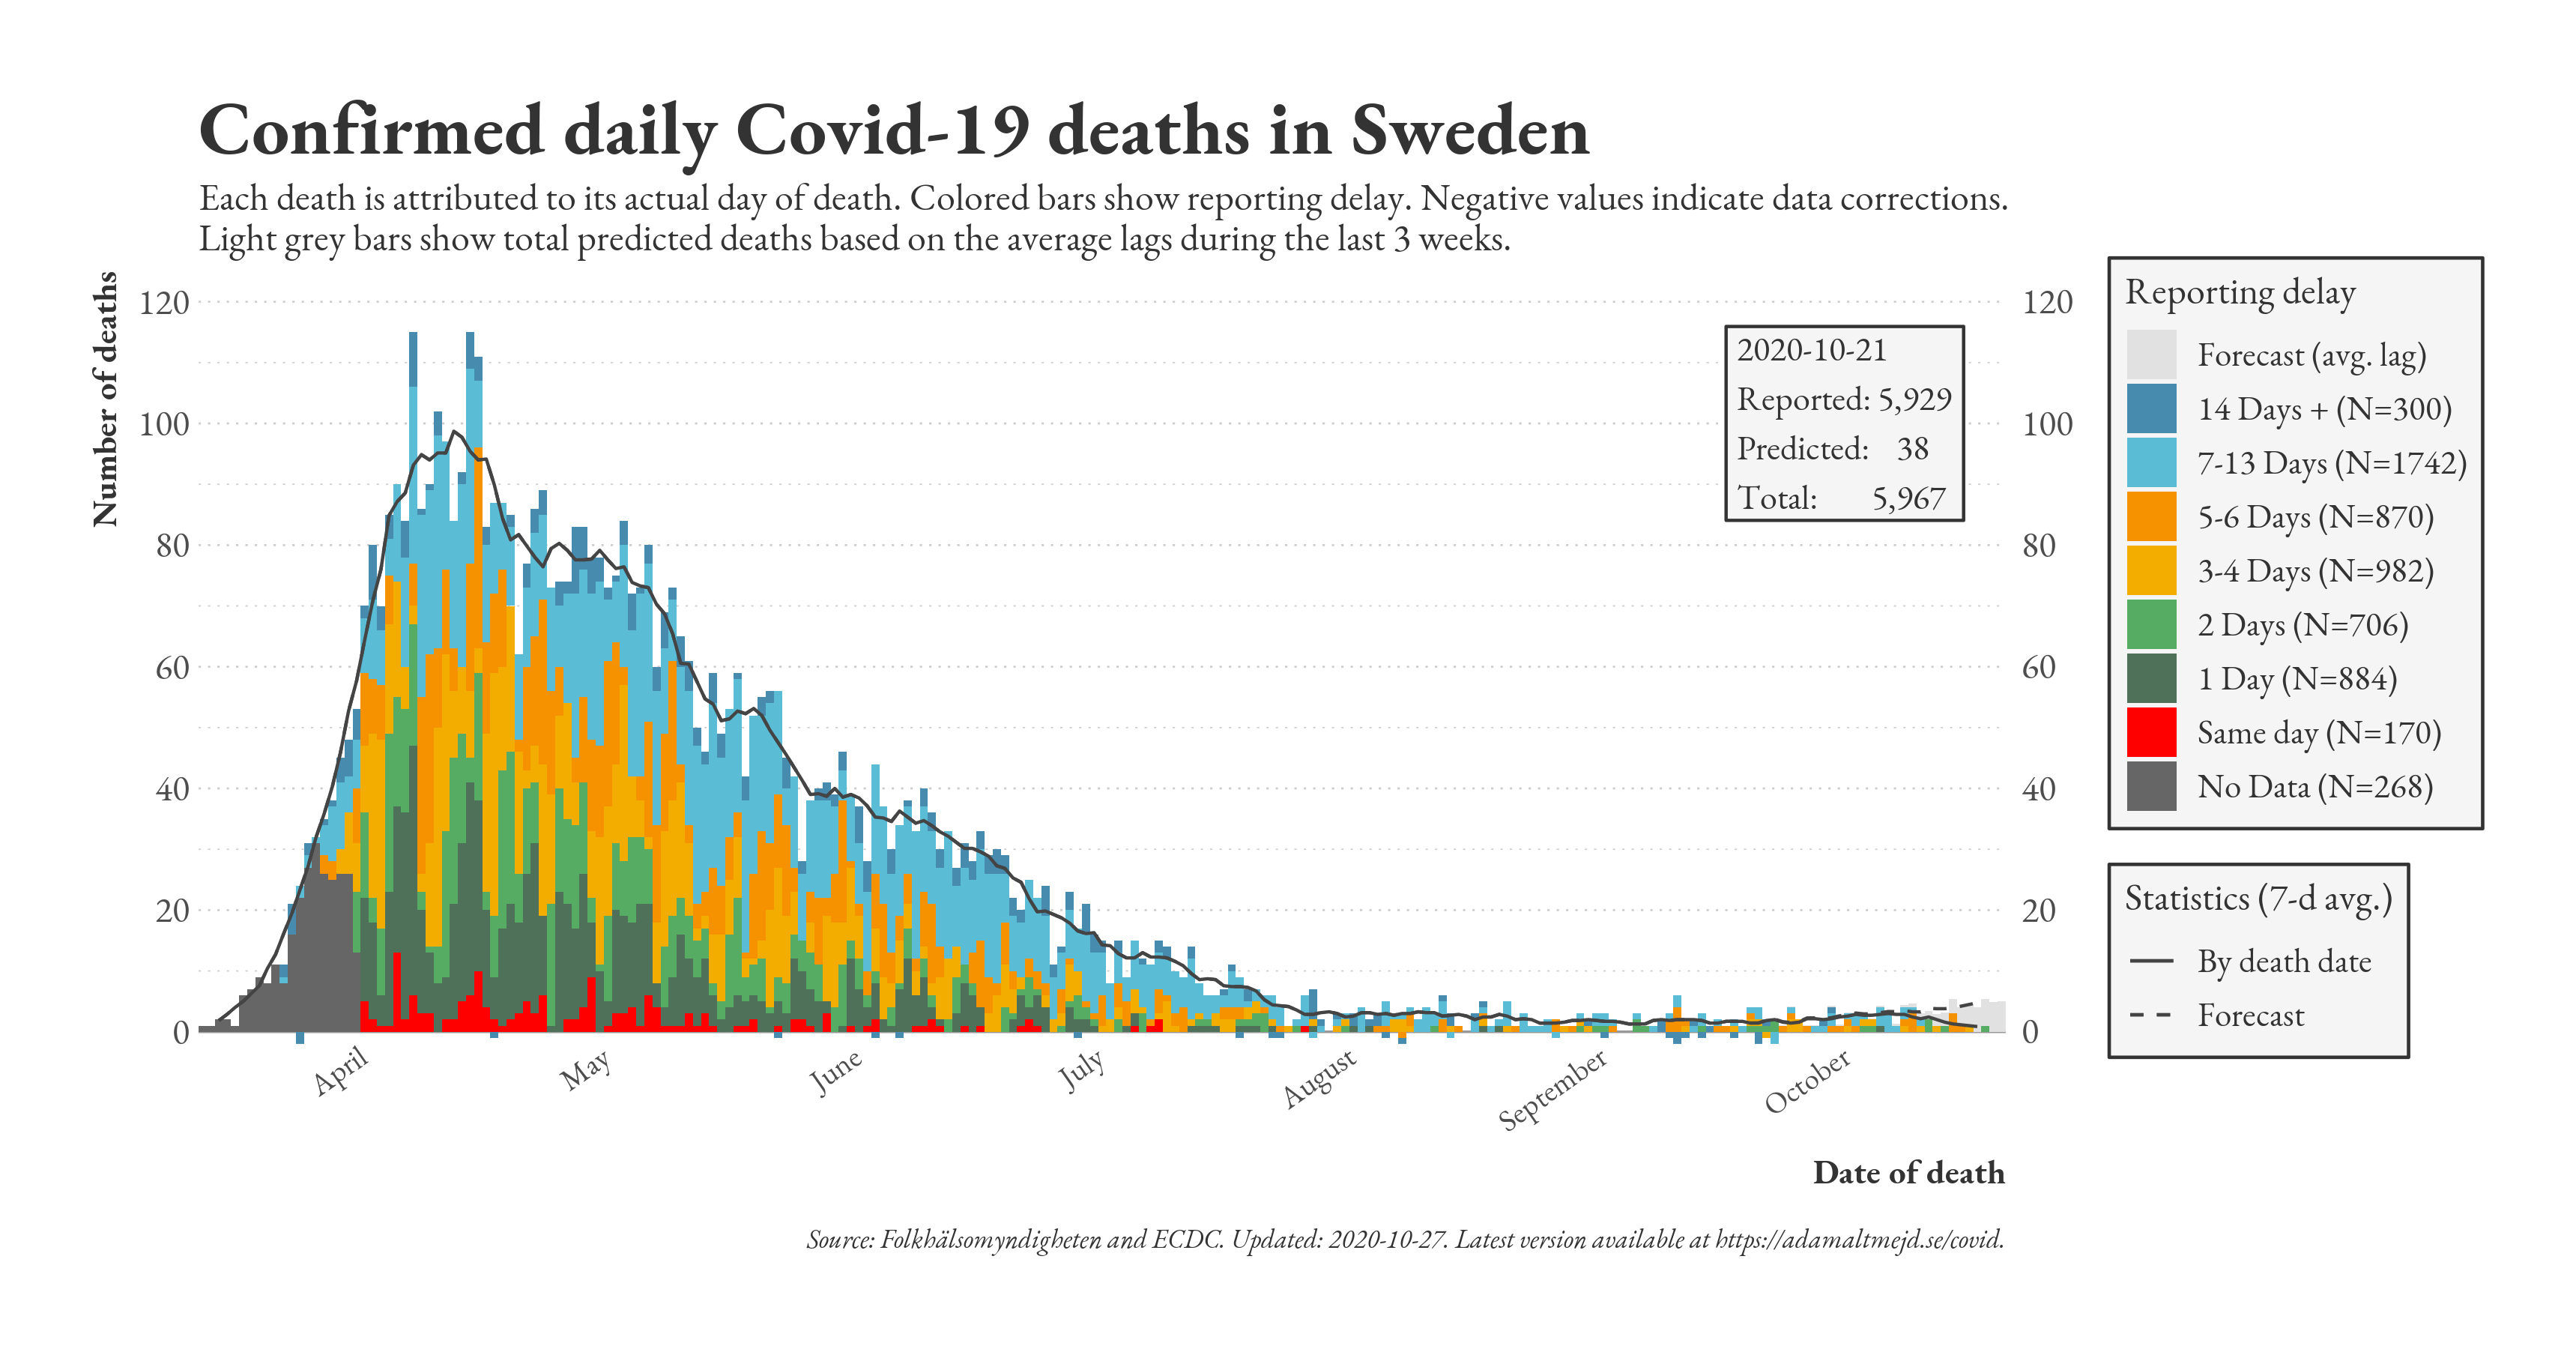 Confirmed daily Covid-19 deaths in Sweden
Each death is attributed to its actual day of death. Colored bars show reporting delay. Negative values indicate data corrections.
Light grey bars show total predicted deaths based on the average lags during the last 3 weeks.
Number of deaths
120
100
80
60
40
20
0
2020-10-21
Reported: 5,929
Predicted: 38
Total: 5,967
120
100
80
60
40
20
0
April
May
June
July
August
September
October
Date of death
Reporting delay
Forecast (avg. lag)
14 Days + (N=300)
7-13 Days (N=1742)
5-6 Days (N=870)
3-4 Days (N=982)
2 Days (N=706)
1 Day (N=884)
Same day (N=170)
No Data (N=268)
Statistics (7-d avg.)
By death date
Forecast
Source: Folkhälsomyndigheten and ECDC. Updated: 2020-10-27. Latest version available at https://adamaltmejd.se/covid.